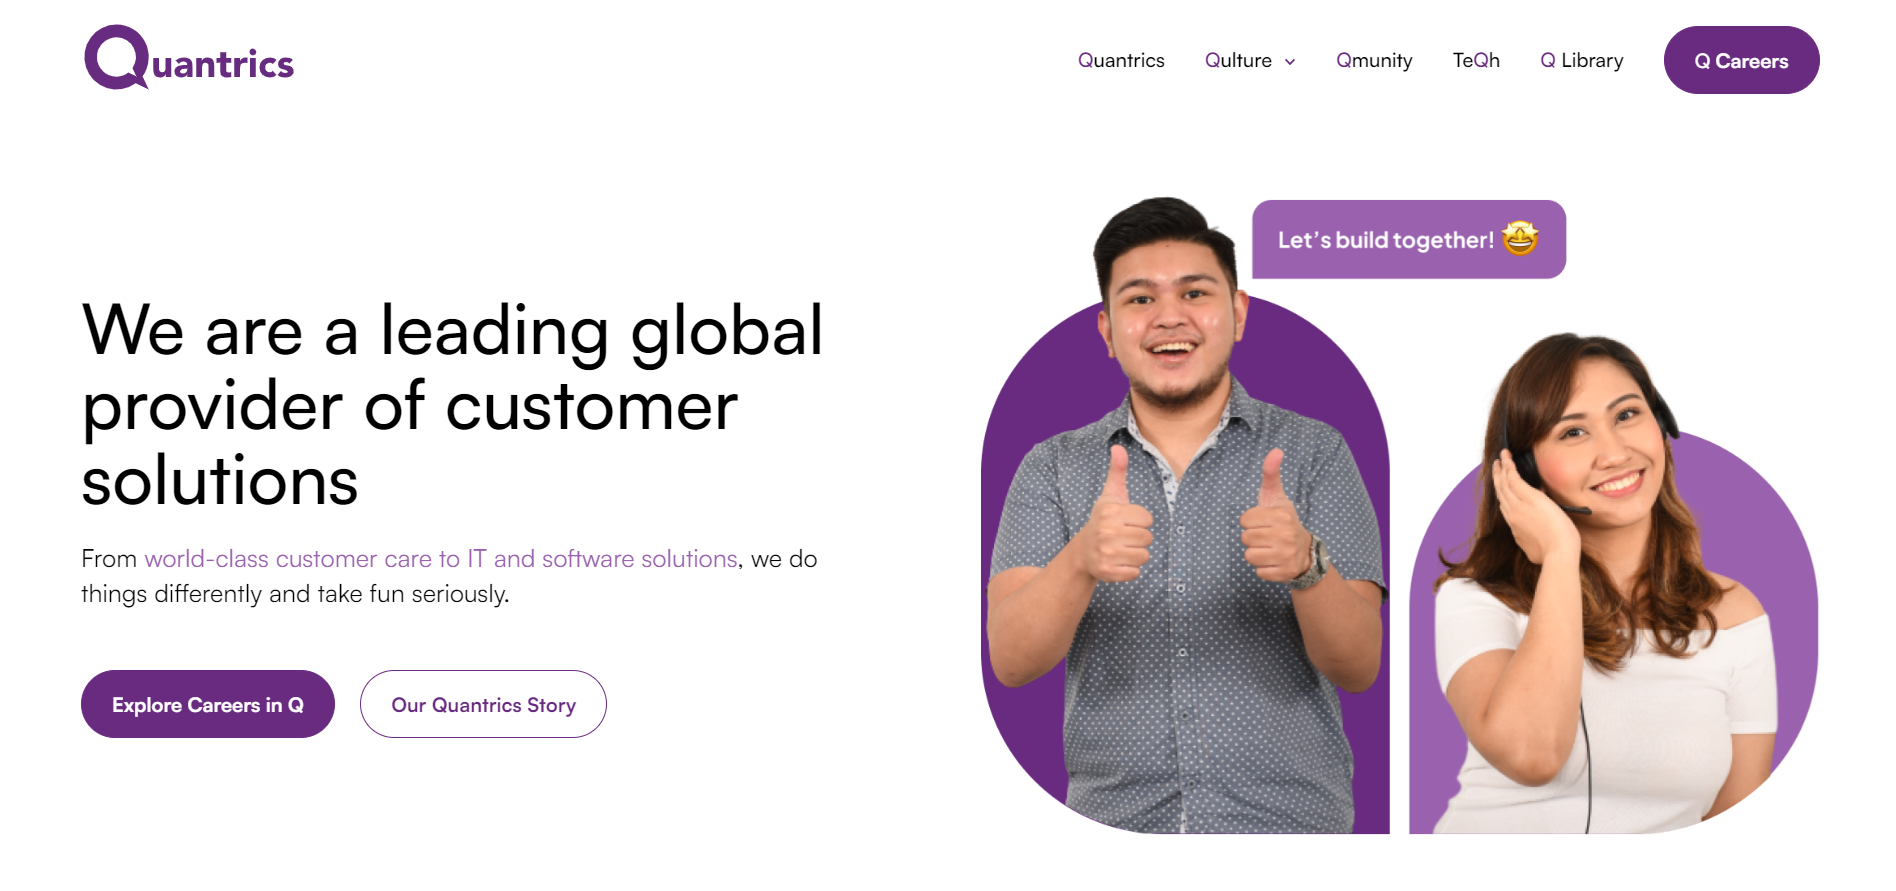 Quantrics
Quantrics
Qulture
Qmunity
TeQh
Q Library
Q Careers
Let's build together! 🤩
We are a leading global
provider of customer
solutions
From world-class customer care to IT and software solutions, we do
things differently and take fun seriously.
Explore Careers in Q
Our Quantrics Story